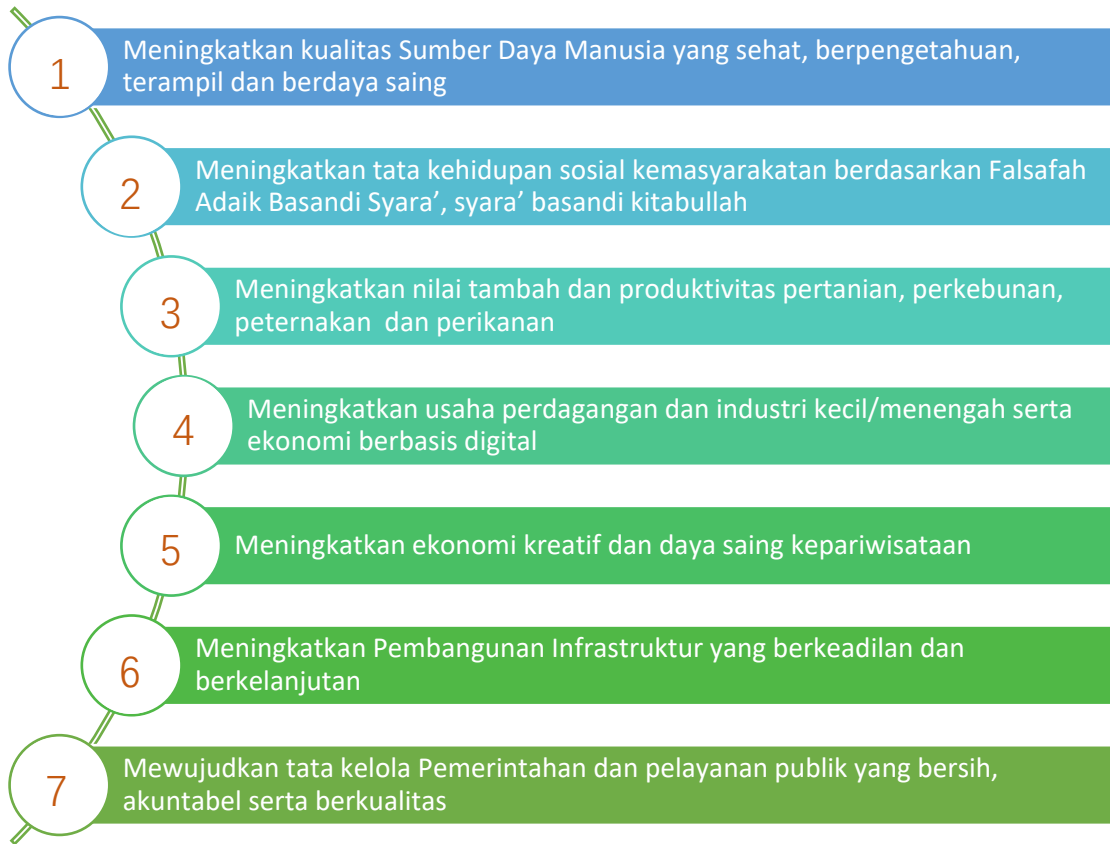 1
Meningkatkan kualitas Sumber Daya Manusia yang sehat, berpengetahuan,
terampil dan berdaya saing
2
Meningkatkan tata kehidupan sosial kemasyarakatan berdasarkan Falsafah
Adaik Basandi Syara’, syara’ basandi kitabullah
3
Meningkatkan nilai tambah dan produktivitas pertanian, perkebunan,
peternakan  dan perikanan
4
Meningkatkan usaha perdagangan dan industri kecil/menengah serta
ekonomi berbasis digital
5
Meningkatkan ekonomi kreatif dan daya saing kepariwisataan
6
Meningkatkan Pembangunan Infrastruktur yang berkeadilan dan
berkelanjutan
7
Mewujudkan tata kelola Pemerintahan dan pelayanan publik yang bersih,
akuntabel serta berkualitas